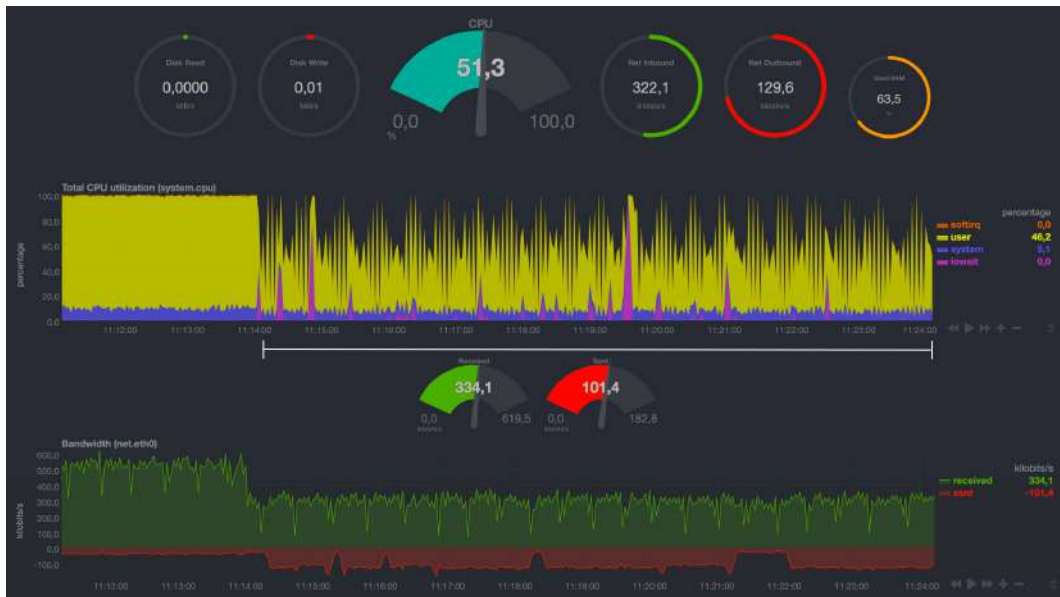 CPU
Disk Read
0,0000
Disk Write
0,01
51,3
0,0
%
100,0
Net Inbound
322,1
Net Outbound
129,6
63,5
%
Total CPU utilization (system.cpu)
percentage
100,0
80,0
60,0
40,0
20,0
0,0
11:12:00 11:13:00 11:14:00 11:15:00 11:16:00 11:17:00 11:18:00 11:19:00 11:20:00 11:21:00 11:22:00 11:23:00 11:24:00
percentage
softirq 0,0
user 46,2
system 5,1
iowait 0,0
Received
334,1
0,0 619,5
Sent
101,4
0,0 182,8
Bandwidth (net.eth0)
kilobits/s
600,0
500,0
400,0
300,0
200,0
100,0
0,0
-100,0
11:12:00 11:13:00 11:14:00 11:15:00 11:16:00 11:17:00 11:18:00 11:19:00 11:20:00 11:21:00 11:22:00 11:23:00 11:24:00
kilobits/s
received 334,1
sent -101,4